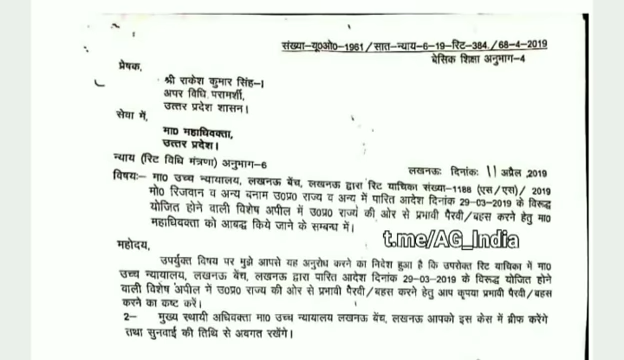 संख्या-यू०ओ०-1961/सात-न्याय-6-19-रिट-384./68-4-2019
बेसिक शिक्षा अनुभाग-4
प्रेषक,
श्री राकेश कुमार सिंह-I
अपर विधि परामर्शी,
उत्तर प्रदेश शासन।
सेवा में,
मा0 महाधिवक्ता,
उत्तर प्रदेश।
न्याय (रिट विधि मंत्रणा) अनुभाग-6
लखनऊः दिनांकः 11 अप्रैल ,2019
विषयः- मा0 उच्च न्यायालय, लखनऊ बेंच, लखनऊ द्वारा रिट याचिका संख्या-1188 (एस/एस)/ 2019
मो0 रिजवान व अन्य बनाम उ0प्र0 राज्य व अन्य में पारित आदेश दिनांक 29-03-2019 के विरूद्ध
योजित होने वाली विशेष अपील में उ0प्र0 राज्य की ओर से प्रभावी पैरवी/बहस करने हेतु मा0
महाधिवक्ता को आबद्ध किये जाने के सम्बन्ध में।
t.me/AG_India
महोदय,
उपर्युक्त विषय पर मुझे आपसे यह अनुरोध करने का निदेश हुआ है कि उपरोक्त रिट याचिका में मा0
उच्च न्यायालय, लखनऊ बेंच, लखनऊ द्वारा पारित आदेश दिनांक 29-03-2019 के विरूद्ध योजित होने
वाली विशेष अपील में उ0प्र0 राज्य की ओर से प्रभावी पैरवी/बहस करने हेतु आप कृपया प्रभावी पैरवी/बहस
करने का कष्ट करें।
2- मुख्य स्थायी अधिवक्ता मा0 उच्च न्यायालय लखनऊ बेंच, लखनऊ आपको इस केस में ब्रीफ करेंगे
तथा सुनवाई की तिथि से अवगत रखेंगे।